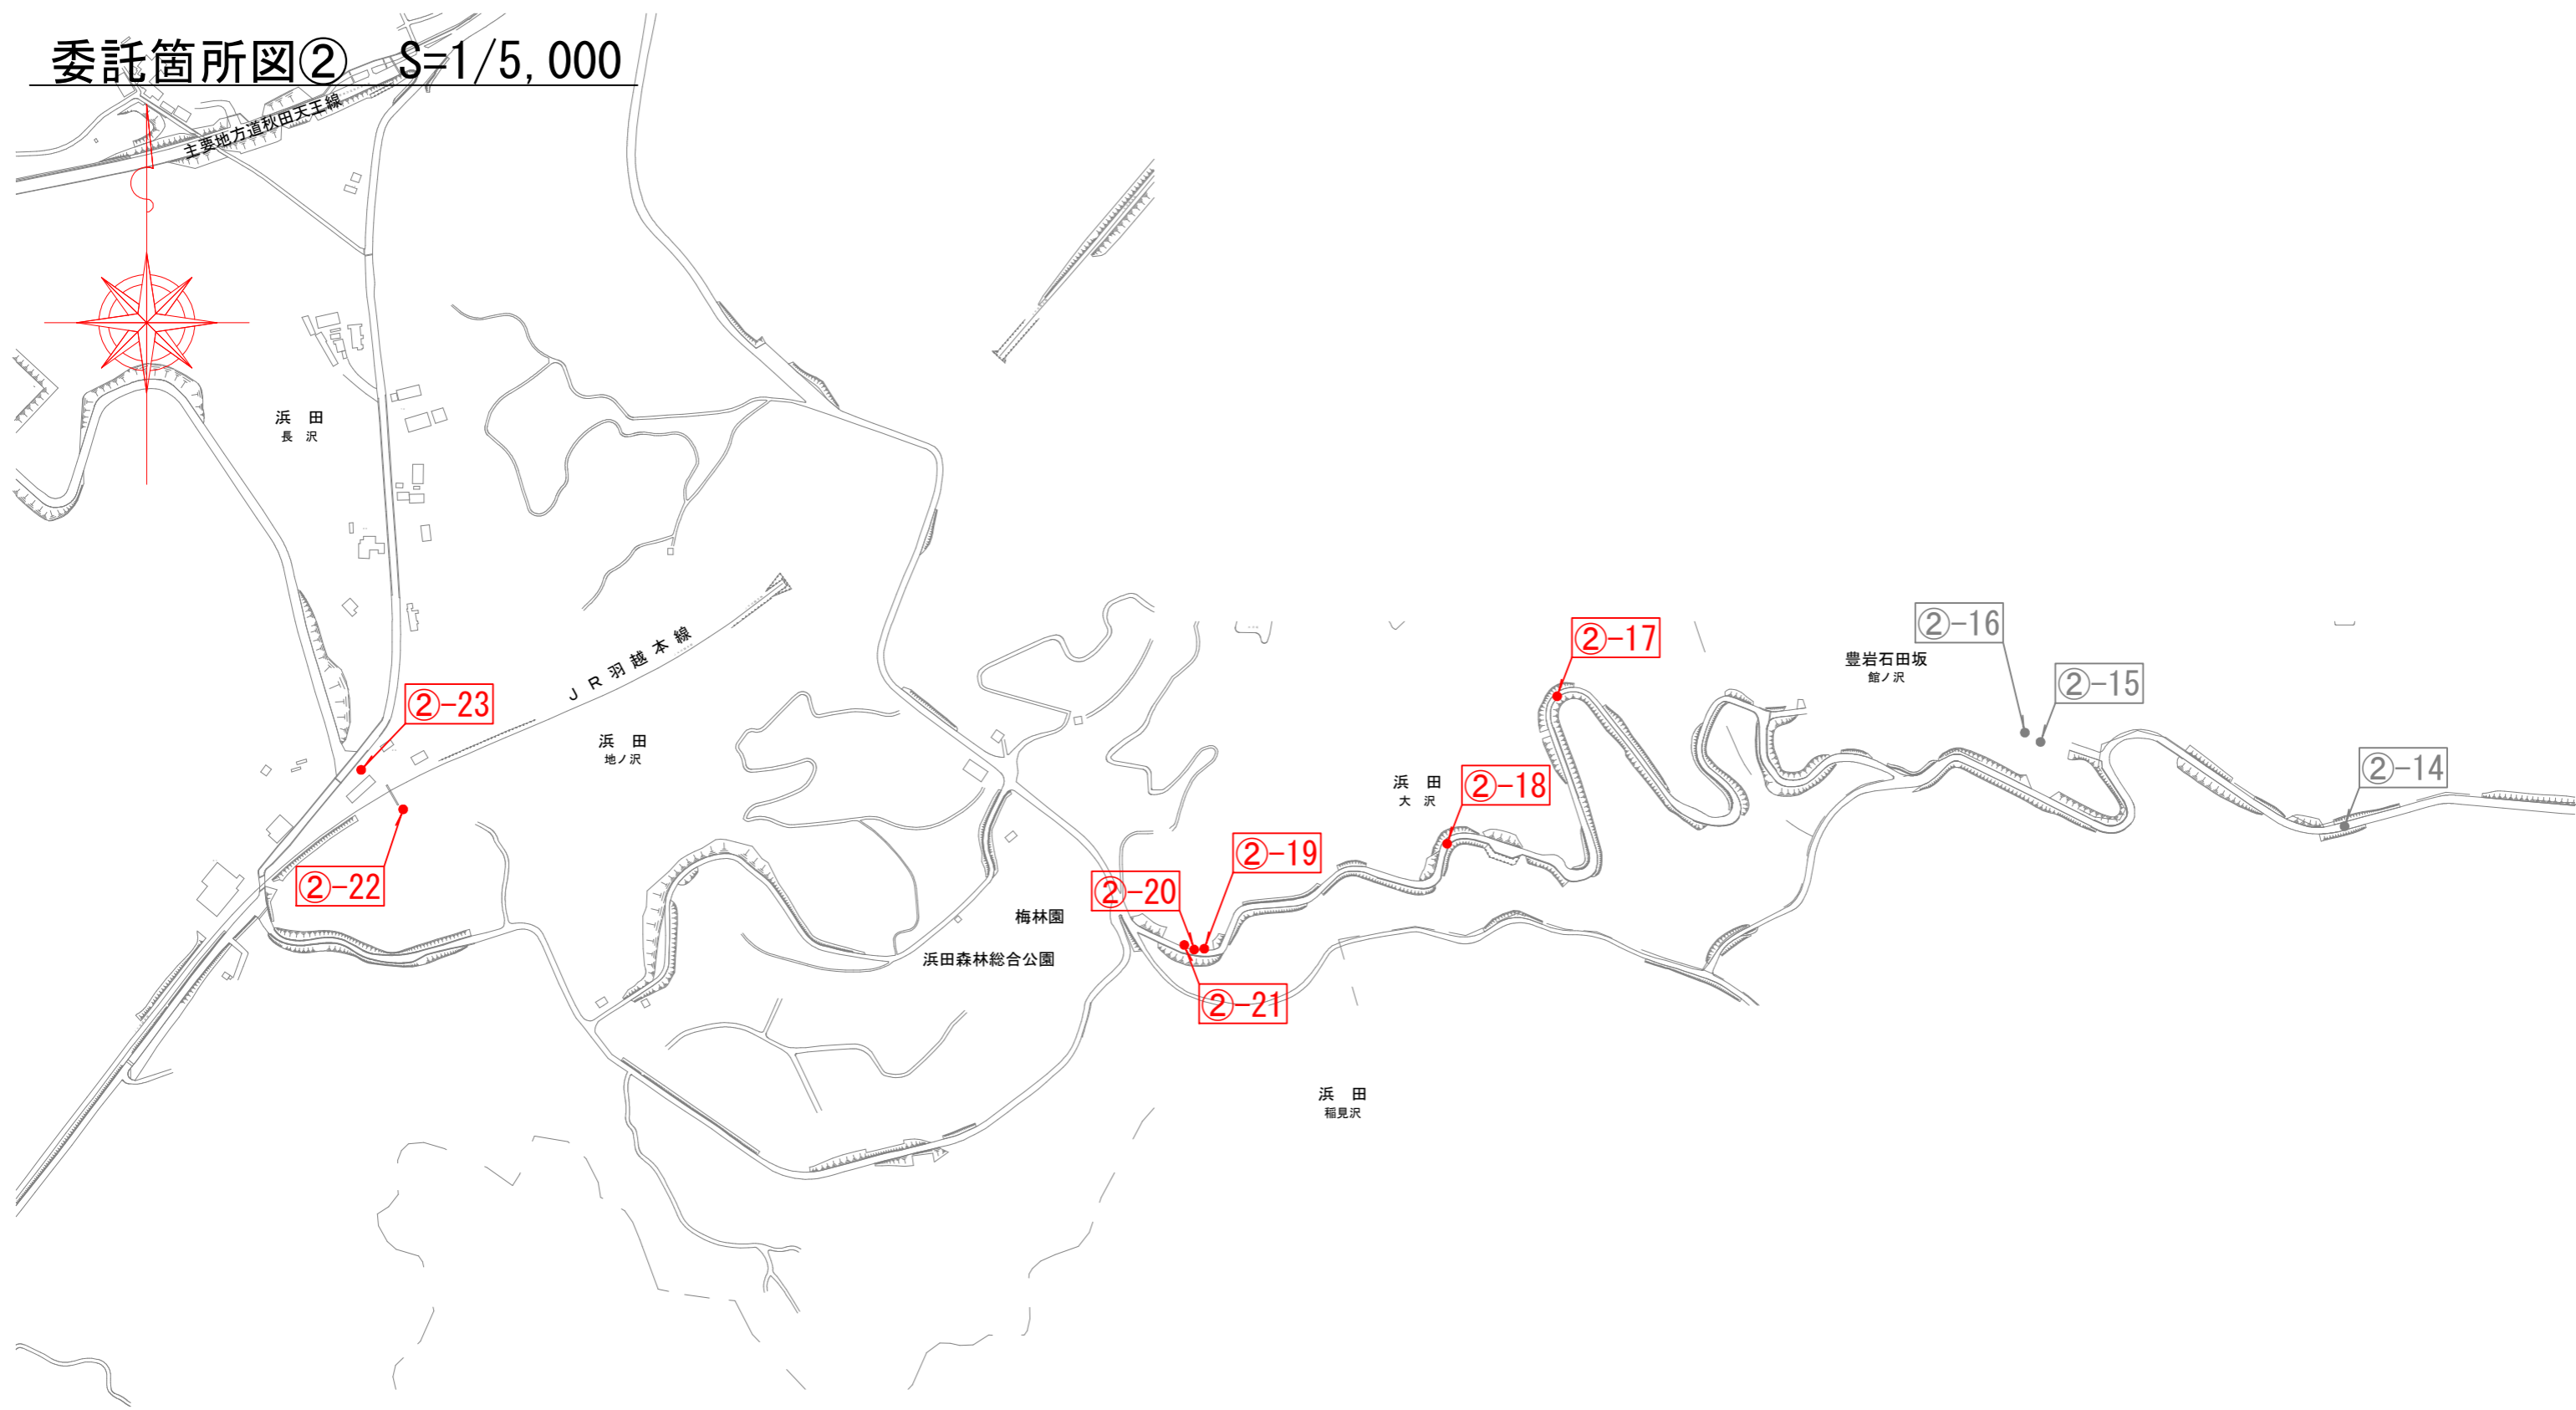 委託箇所図② S=1/5,000
主要地方道秋田天王線
浜 田
長 沢
JR羽越本線
②-23
浜 田
地ノ沢
②-22
梅林園
浜田森林総合公園
②-20
②-19
②-21
浜 田
大 沢
②-18
②-17
豊岩石田坂
館ノ沢
②-16
②-15
②-14
浜 田
稲見沢